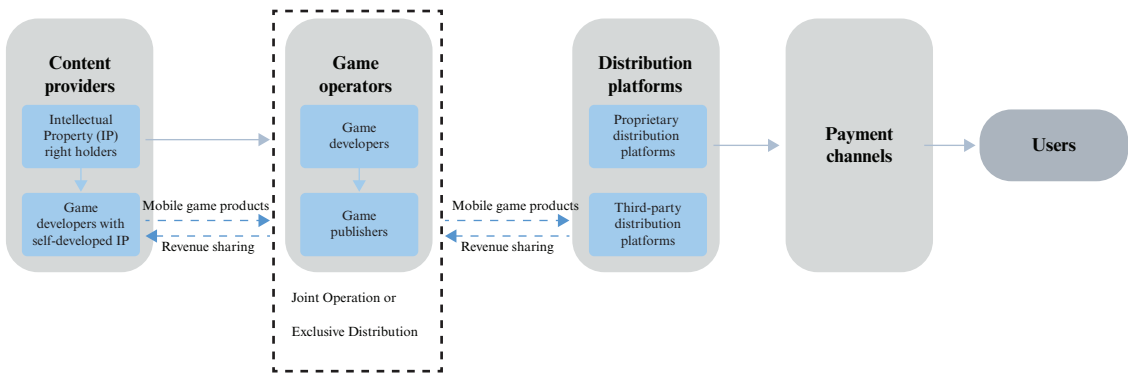 Content
providers
Intellectual
Property (IP)
right holders
Game
developers with
self-developed IP
Mobile game products
Revenue sharing
Game
operators
Game
developers
Game
publishers
Joint Operation or
Exclusive Distribution
Mobile game products
Revenue sharing
Distribution
platforms
Proprietary
distribution
platforms
Third-party
distribution
platforms
Payment
channels
Users